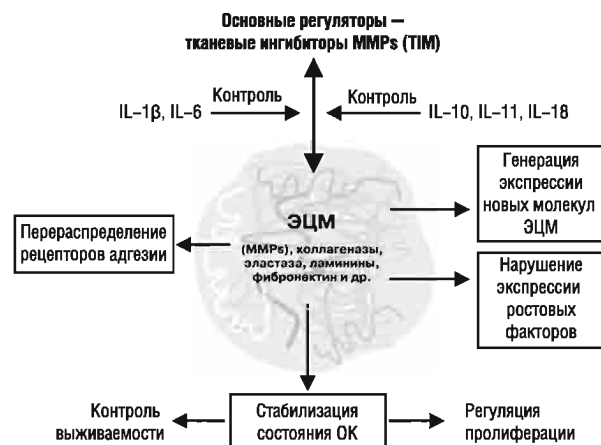 Основные регуляторы —
тканевые ингибиторы MMPs (TIM)
Контроль
Контроль
IL–1β, IL–6
IL–10, IL–11, IL–18
Генерация
экспрессии
новых молекул
ЭЦМ
ЭЦМ
(MMPs), коллагеназы,
эластаза, ламинины,
фибронектин и др.
Перераспределение
рецепторов адгезии
Нарушение
экспрессии
ростовых
факторов
Контроль
выживаемости
Стабилизация
состояния ОК
Регуляция
пролиферации